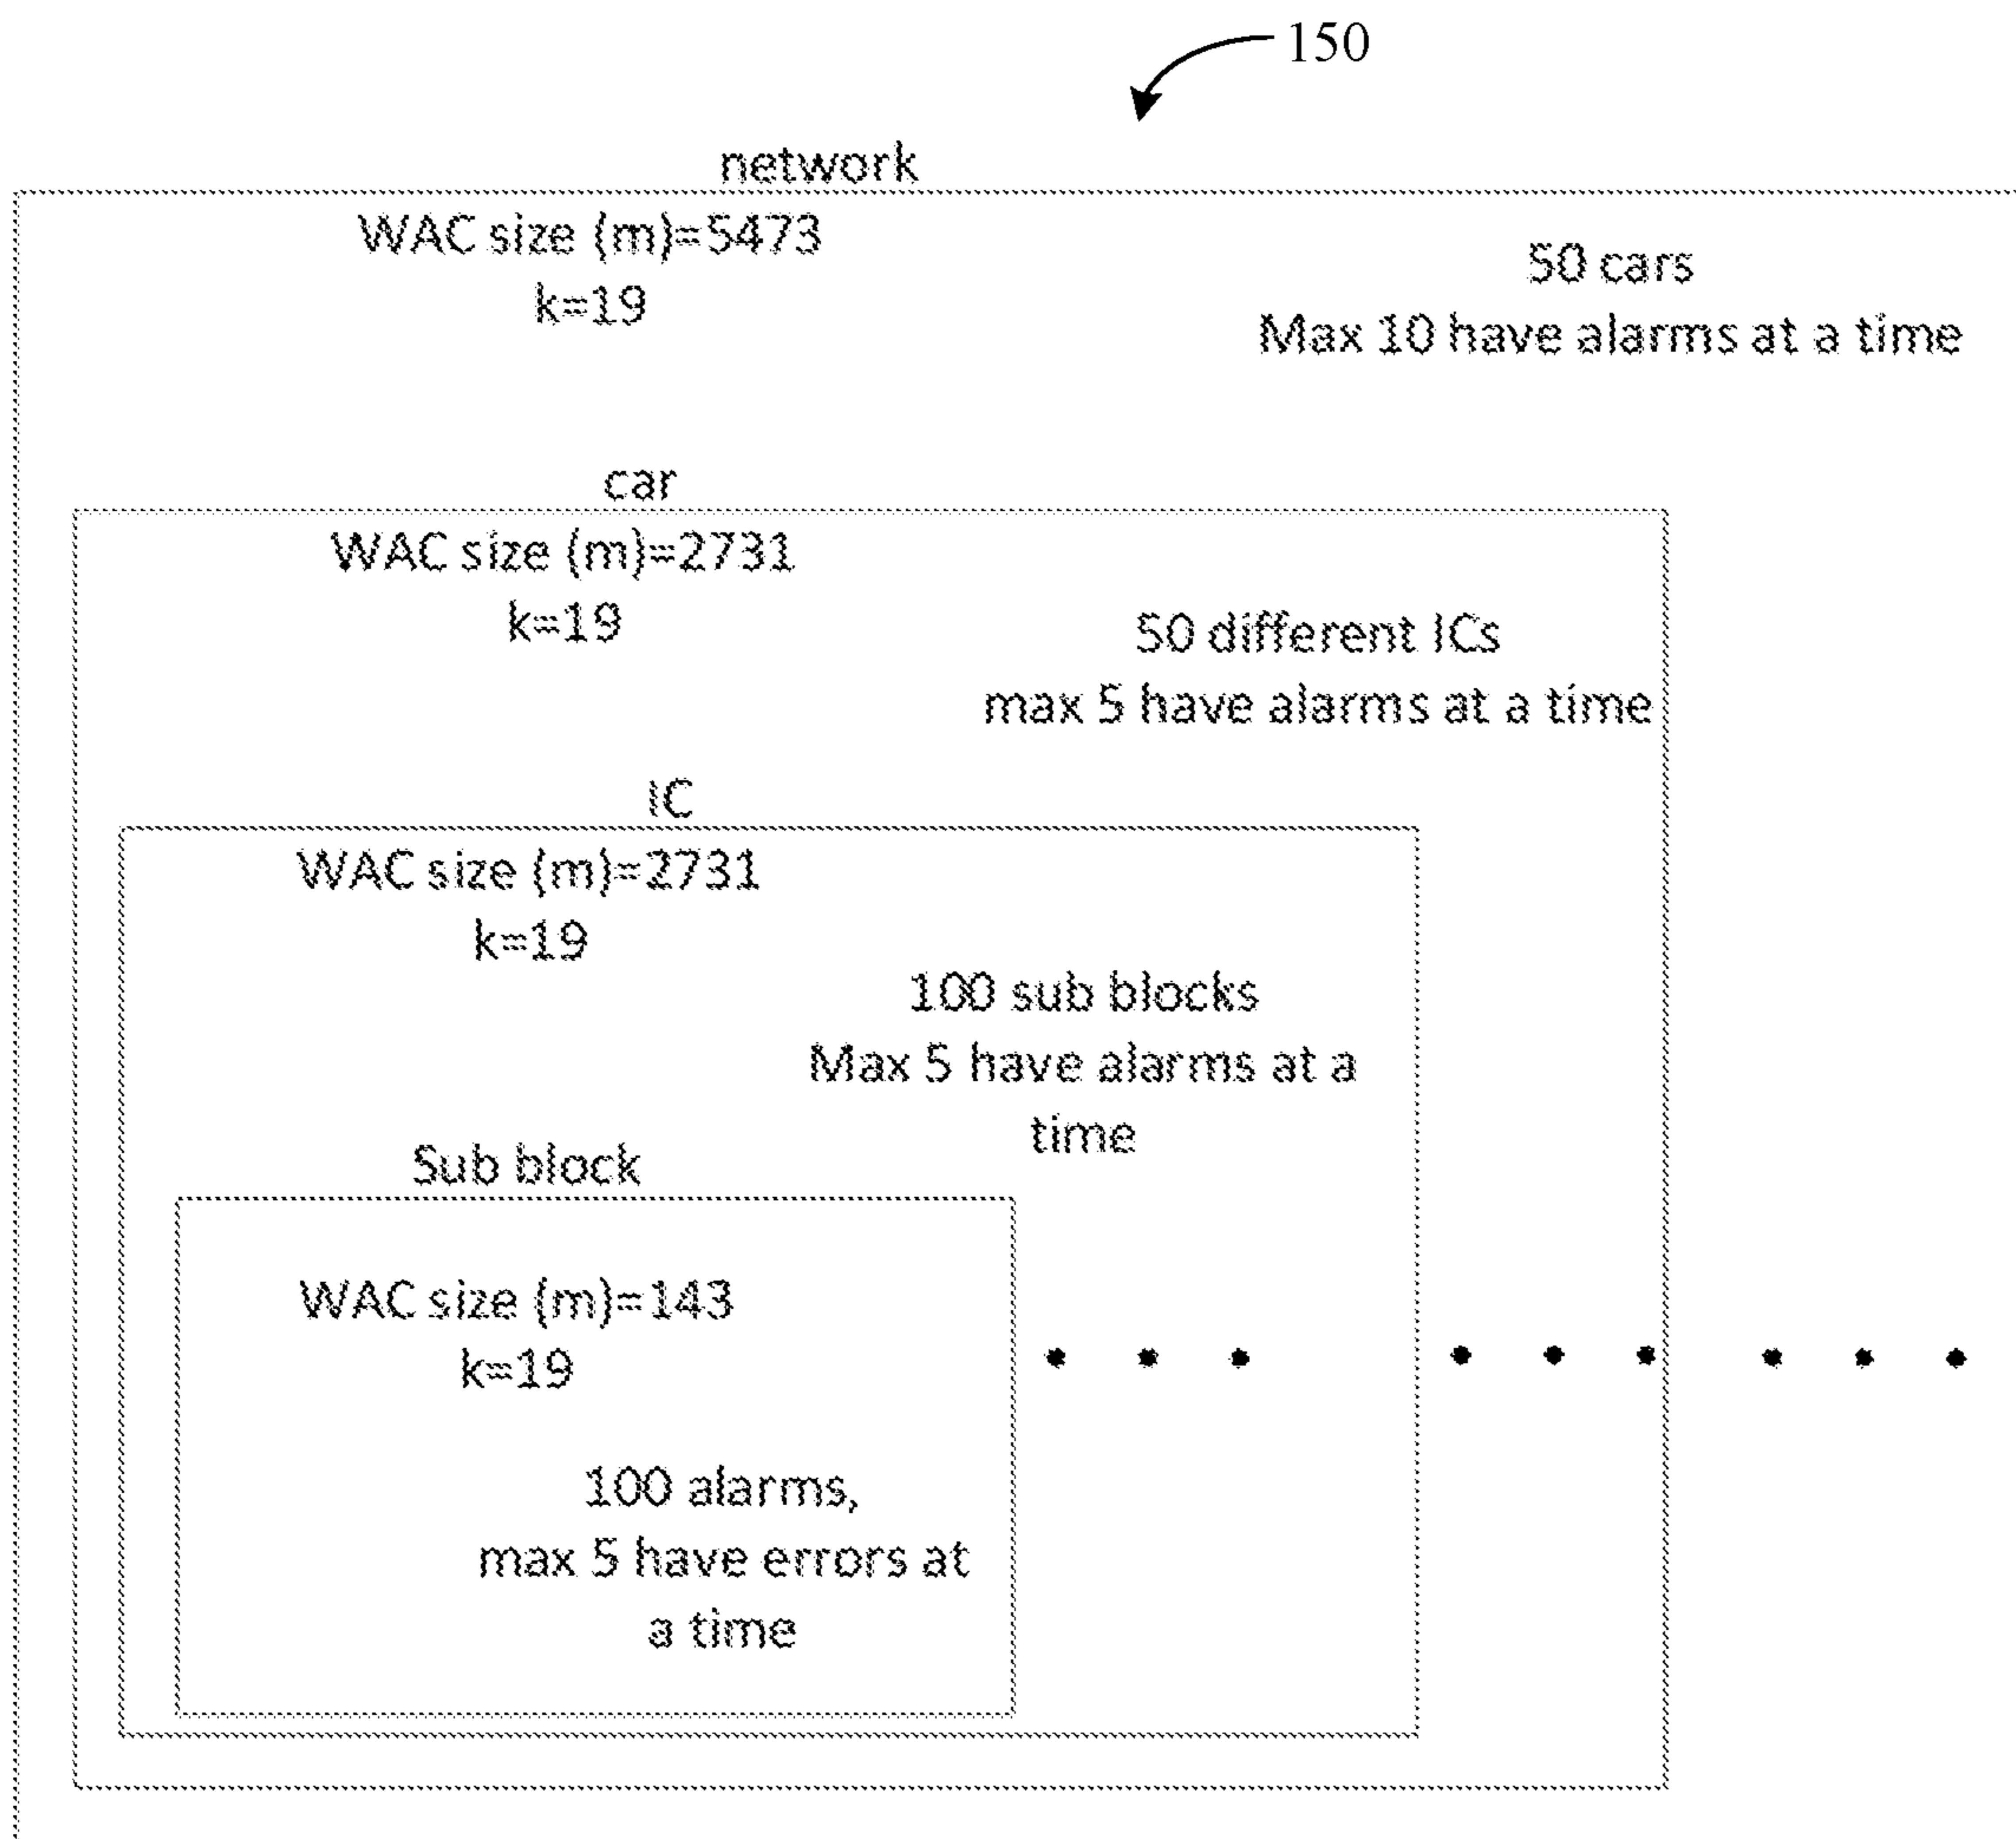 150
network
WAC size (m)=5473
k=19
50 cars
Max 10 have alarms at a time
car
WAC size (m)=2731
k=19
50 different ICs
max 5 have alarms at a time
IC
WAC size (m)=2731
k=19
100 sub blocks
Max 5 have alarms at a
time
Sub block
WAC size (m)=143
k=19
100 alarms,
max 5 have errors at
a time